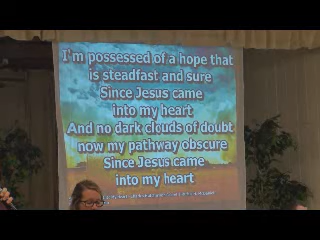 I'm possessed of a hope that
is steadfast and sure
Since Jesus came
into my heart
And no dark clouds of doubt
now my pathway obscure
Since Jesus came
into my heart